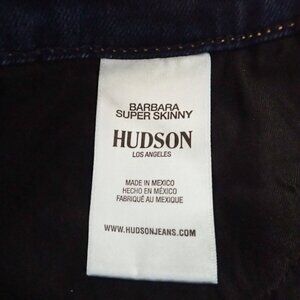 BARBARA
SUPER SKINNY
HUDSON
LOS ANGELES
MADE IN MEXICO
HECHO EN MÉXICO
FABRIQUÉ AU MEXIQUE
WWW.HUDSONJEANS.COM